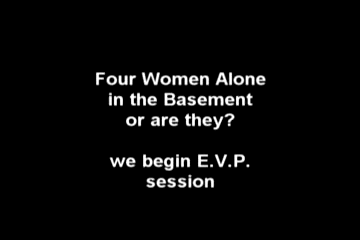 Four Women Alone
in the Basement
or are they?
we begin E.V.P.
session